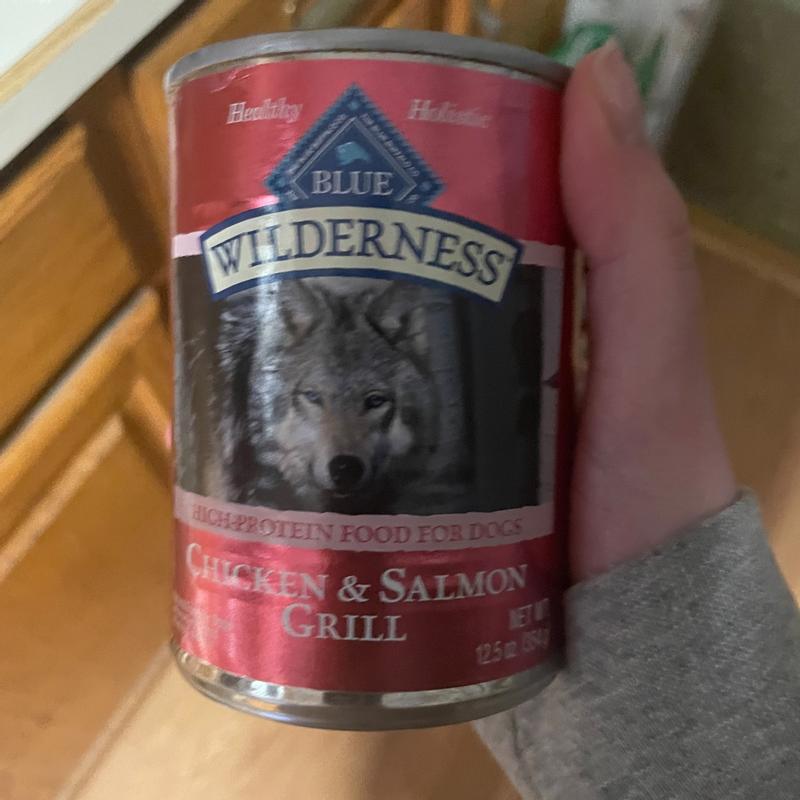 Healthy Holistic
BLUE
WILDERNESS
HIGH-PROTEIN FOOD FOR DOGS
CHICKEN & SALMON
GRILL
NET WT
12.5 oz (354g